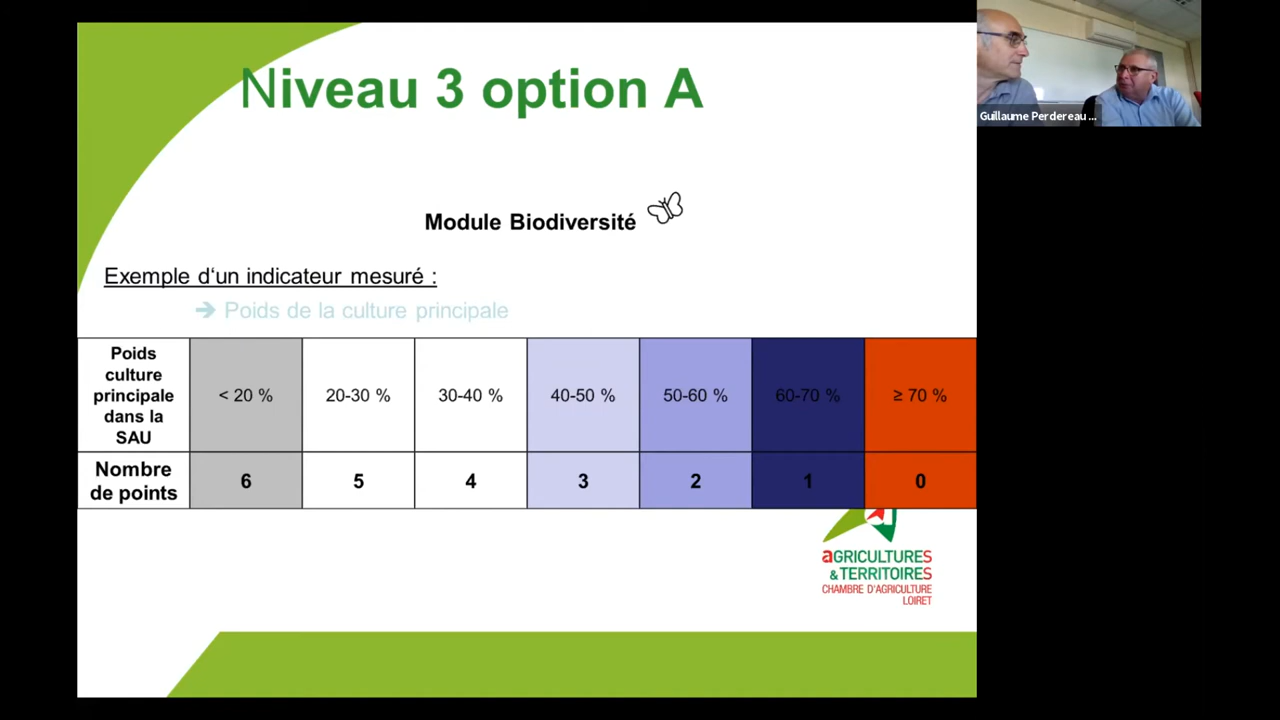 Niveau 3 option A
Guillaume Perdereau ...
Module Biodiversité
Exemple d'un indicateur mesuré :
➔ Poids de la culture principale
Poids
culture
principale
dans la
SAU
< 20 %
20-30 %
30-40 %
40-50 %
50-60 %
60-70 %
≥ 70 %
Nombre
de points
6
5
4
3
2
1
0
aGRICULTURES
& TERRITOIRES
CHAMBRE D'AGRICULTURE
LOIRET